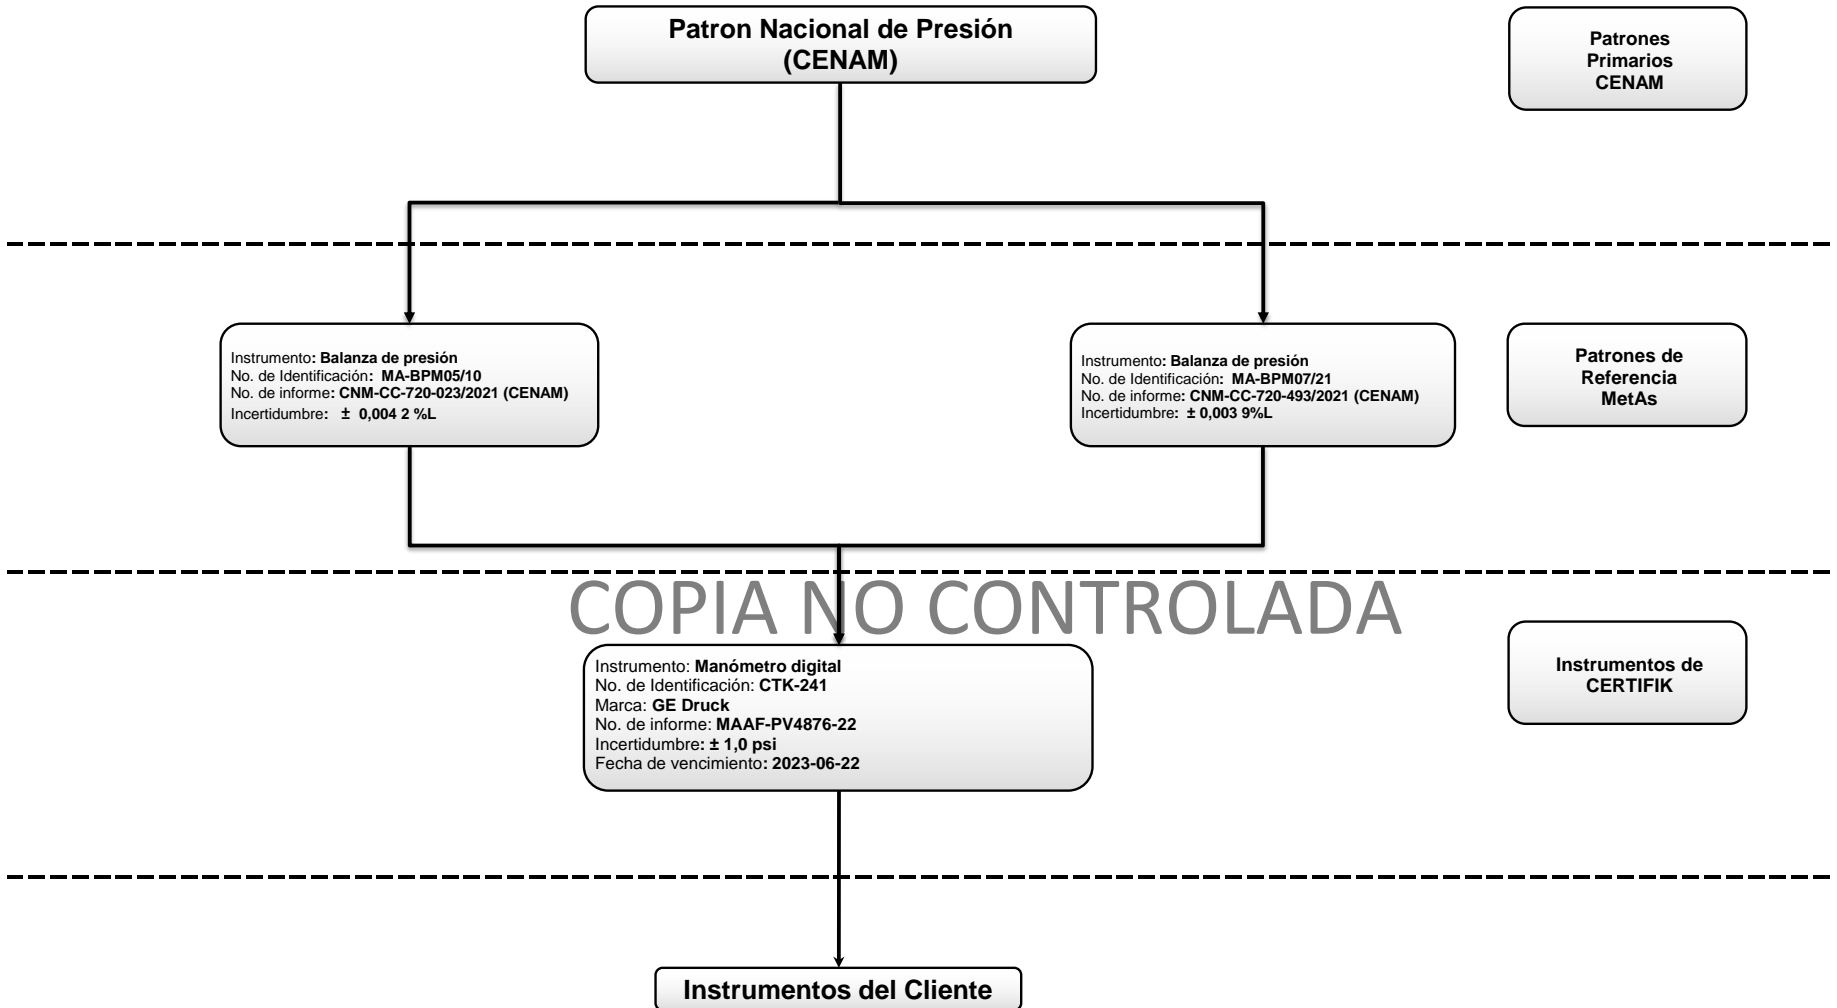 Patron Nacional de Presión
(CENAM)
Patrones
Primarios
CENAM
Instrumento: Balanza de presión
No. de Identificación: MA-BPM05/10
No. de informe: CNM-CC-720-023/2021 (CENAM)
Incertidumbre: ± 0,004 2 %L
Instrumento: Balanza de presión
No. de Identificación: MA-BPM07/21
No. de informe: CNM-CC-720-493/2021 (CENAM)
Incertidumbre: ± 0,003 9%L
Patrones de
Referencia
MetAs
COPIA NO CONTROLADA
Instrumento: Manómetro digital
No. de Identificación: CTK-241
Marca: GE Druck
No. de informe: MAAF-PV4876-22
Incertidumbre: ± 1,0 psi
Fecha de vencimiento: 2023-06-22
Instrumentos de
CERTIFIK
Instrumentos del Cliente